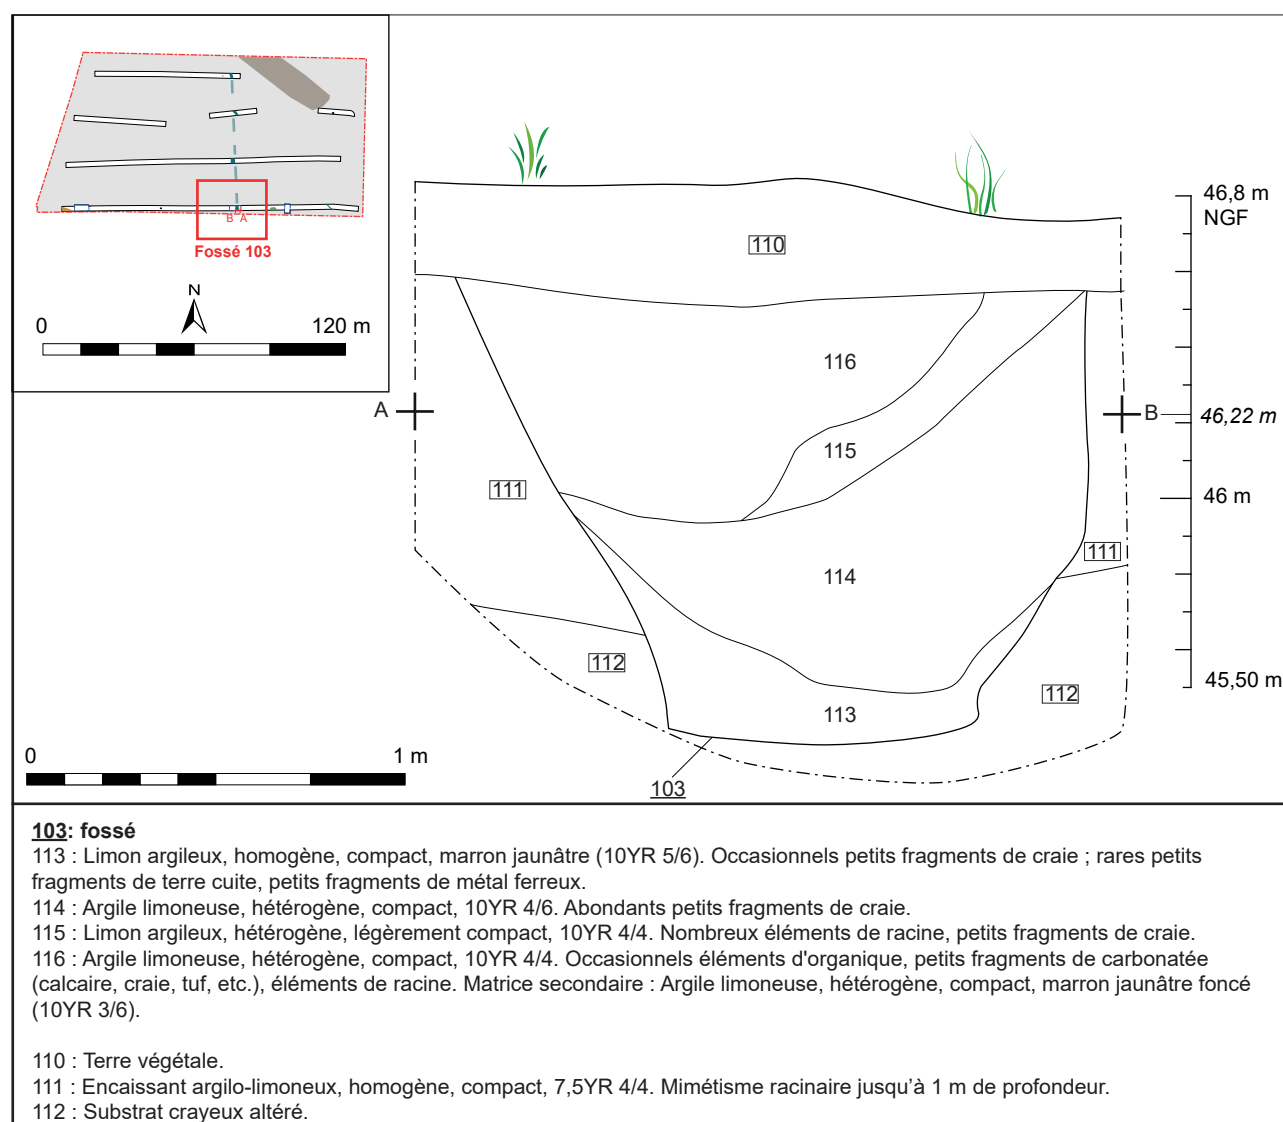 B A
Fossé 103
N
0 120 m
46,8 m
NGF
110
116
A
B
46,22 m
115
111
46 m
111
114
112
112
45,50 m
113
0 1 m
103
103: fossé
113 : Limon argileux, homogène, compact, marron jaunâtre (10YR 5/6). Occasionnels petits fragments de craie ; rares petits
fragments de terre cuite, petits fragments de métal ferreux.
114 : Argile limoneuse, hétérogène, compact, 10YR 4/6. Abondants petits fragments de craie.
115 : Limon argileux, hétérogène, légèrement compact, 10YR 4/4. Nombreux éléments de racine, petits fragments de craie.
116 : Argile limoneuse, hétérogène, compact, 10YR 4/4. Occasionnels éléments d'organique, petits fragments de carbonatée
(calcaire, craie, tuf, etc.), éléments de racine. Matrice secondaire : Argile limoneuse, hétérogène, compact, marron jaunâtre foncé
(10YR 3/6).
110 : Terre végétale.
111 : Encaissant argilo-limoneux, homogène, compact, 7,5YR 4/4. Mimétisme racinaire jusqu’à 1 m de profondeur.
112 : Substrat crayeux altéré.